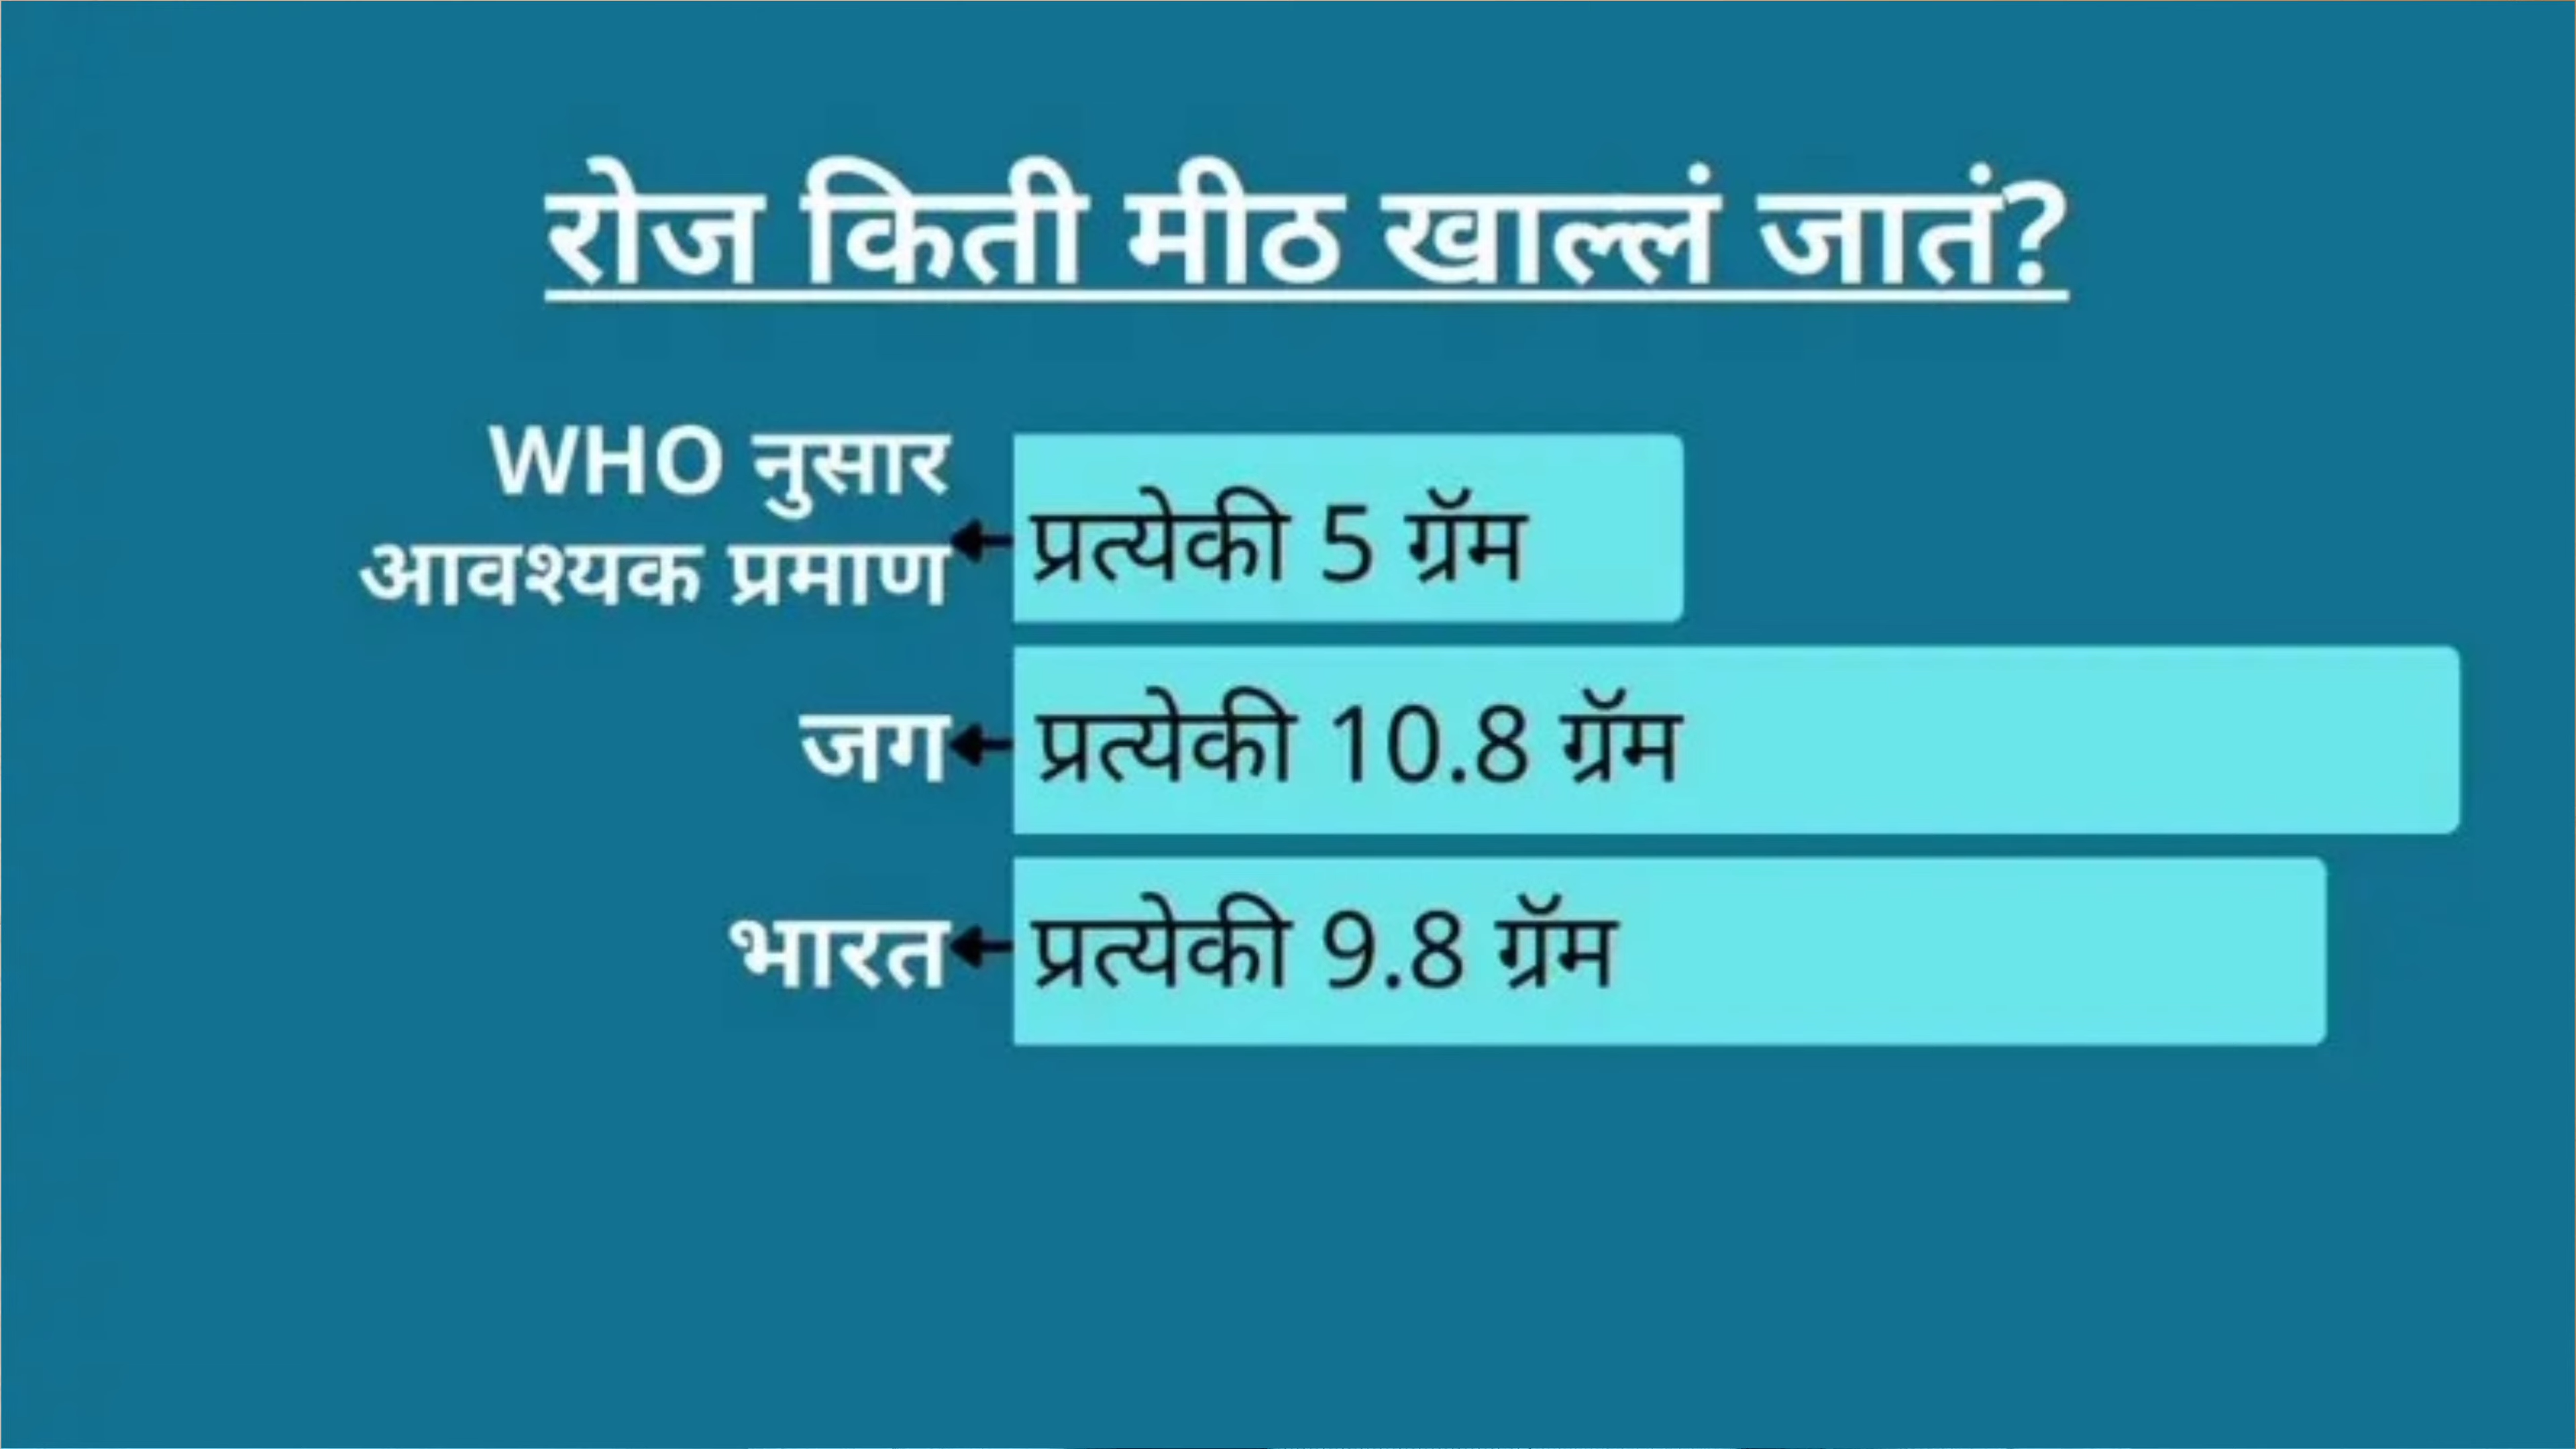 रोज किती मीठ खाल्लं जातं?
WHO नुसार
आवश्यक प्रमाण
प्रत्येकी 5 ग्रॅम
जग
प्रत्येकी 10.8 ग्रॅम
भारत
प्रत्येकी 9.8 ग्रॅम